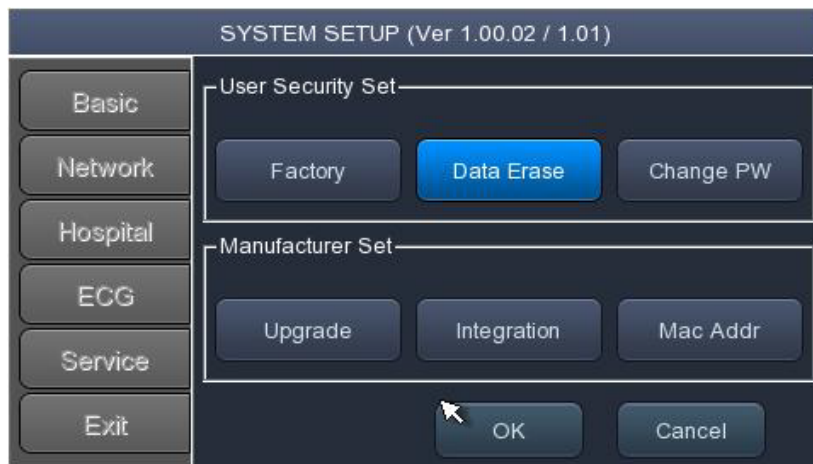 SYSTEM SETUP (Ver 1.00.02 / 1.01)
Basic
Network
Hospital
ECG
Service
Exit
User Security Set
Factory
Data Erase
Change PW
Manufacturer Set
Upgrade
Integration
Mac Addr
OK
Cancel